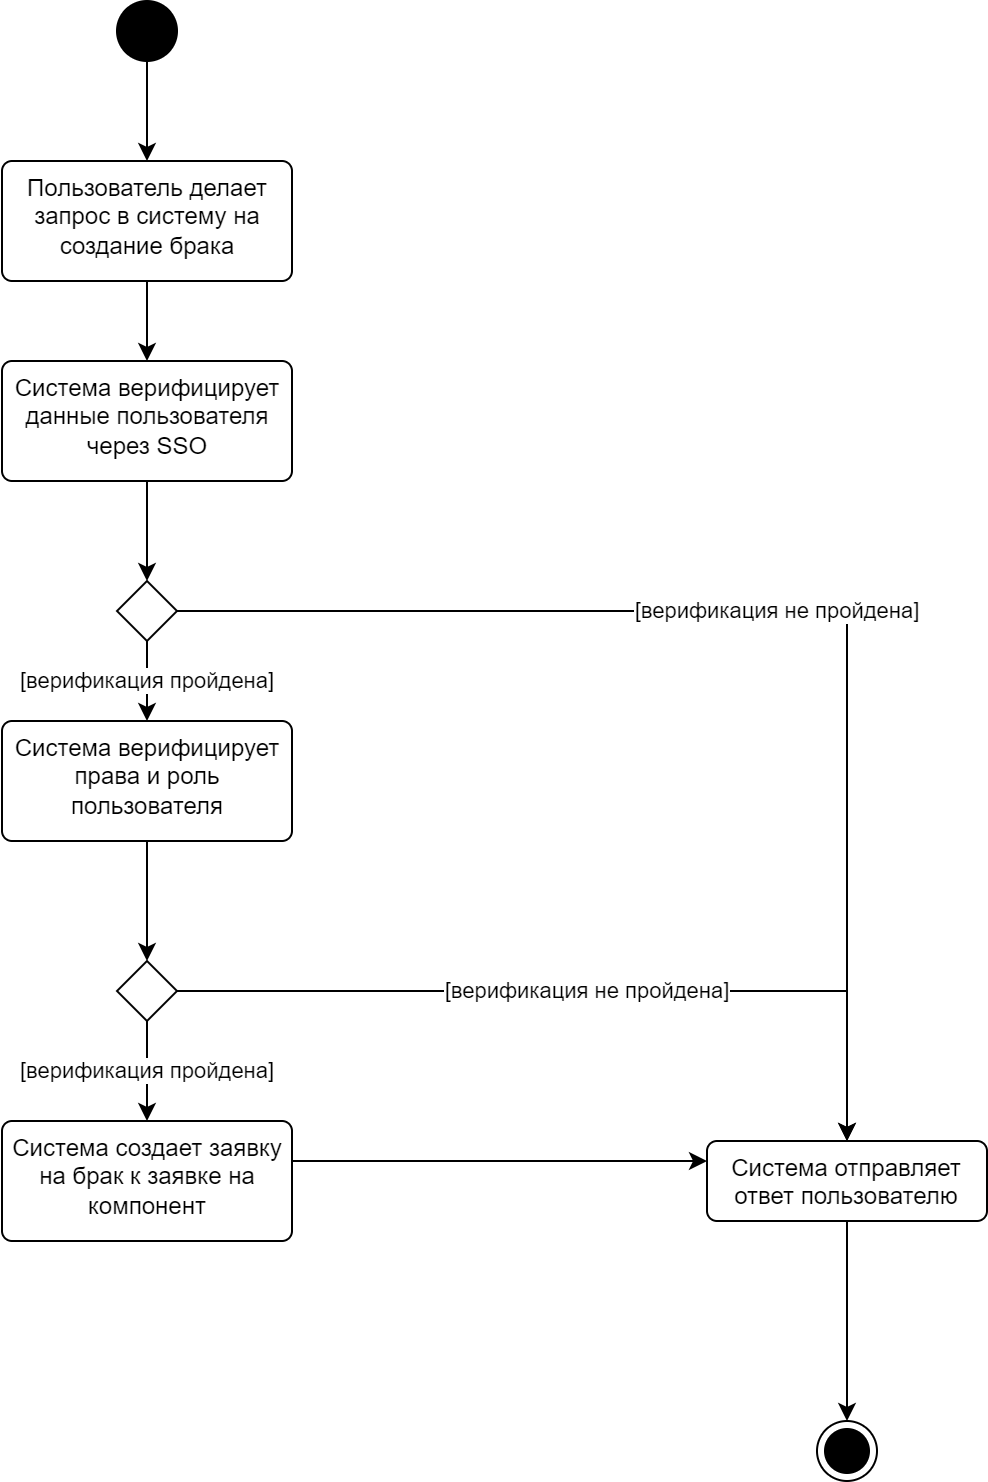 Пользователь делает
запрос в систему на
создание брака
Система верифицирует
данные пользователя
через SSO
[верификация не пройдена]
[верификация пройдена]
Система верифицирует
права и роль
пользователя
[верификация не пройдена]
[верификация пройдена]
Система создает заявку
на брак к заявке на
компонент
Система отправляет
ответ пользователю